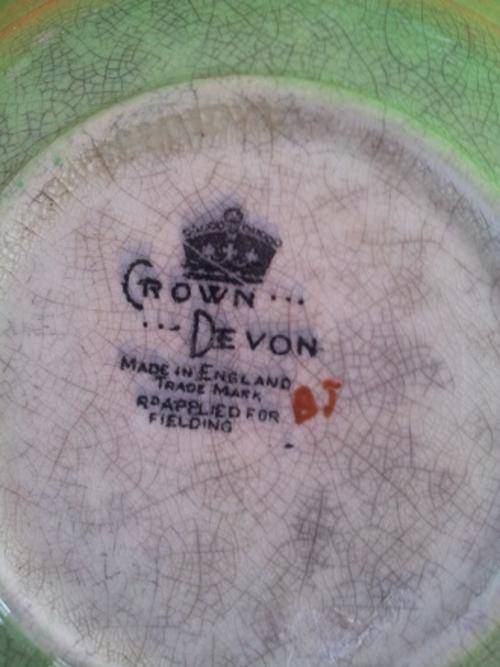 CROWN ...
... DEVON
MADE IN ENGLAND
TRADE MARK
RD APPLIED FOR
FIELDING
BJ